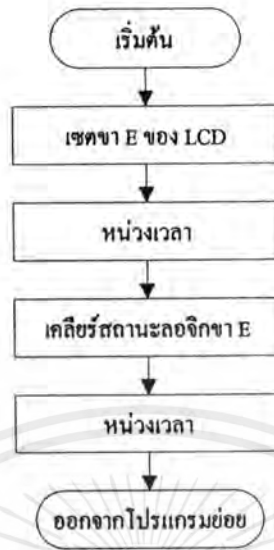 เริ่มต้น
เซตขา E ของ LCD
หน่วงเวลา
เคลียร์สถานะลอจิกขา E
หน่วงเวลา
ออกจากโปรแกรมย่อย